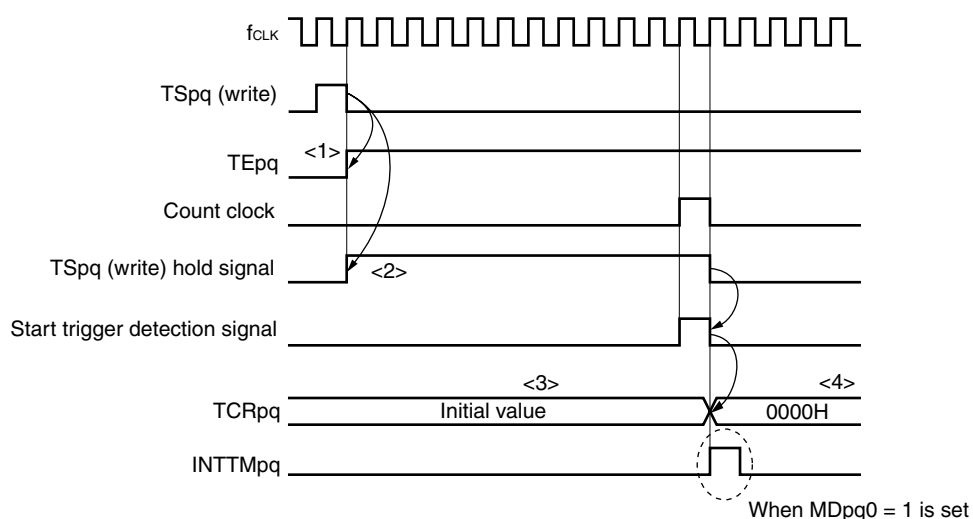 fCLK
TSpq (write)
<1>
TEpq
Count clock
TSpq (write) hold signal
<2>
Start trigger detection signal
<3>
<4>
TCRpq
Initial value
0000H
INTTMpq
When MDpq0 = 1 is set